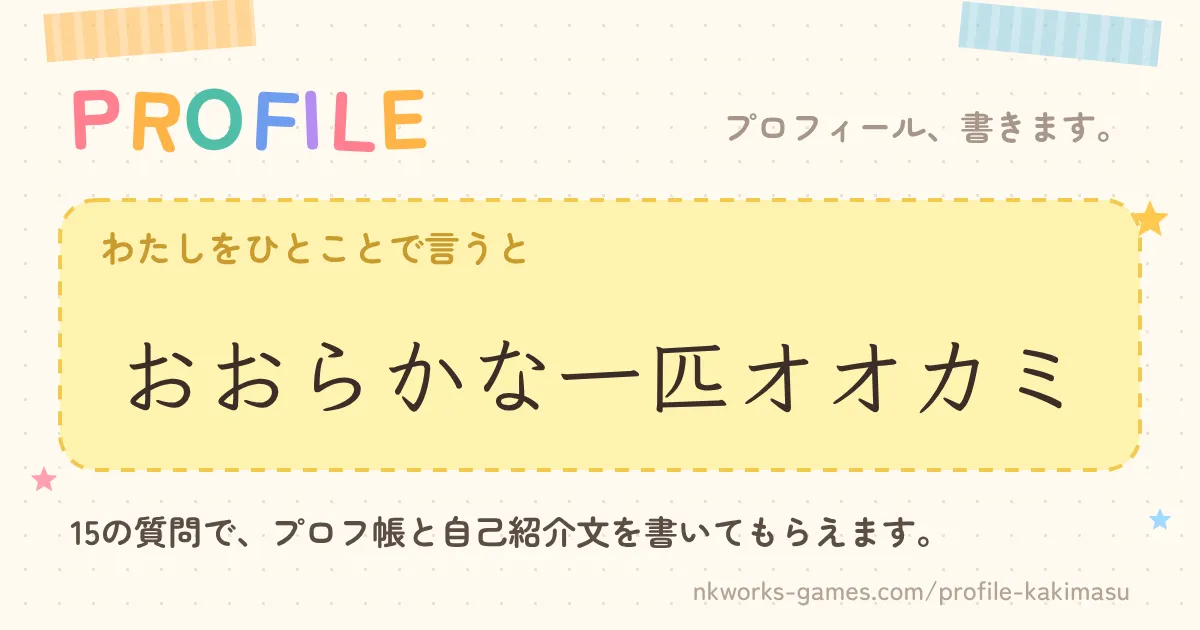 PROFILE
プロフィール、書きます。
わたしをひとことで言うと
おおらかな一匹オオカミ
15の質問で、プロフ帳と自己紹介文を書いてもらえます。
nkworks-games.com/profile-kakimasu